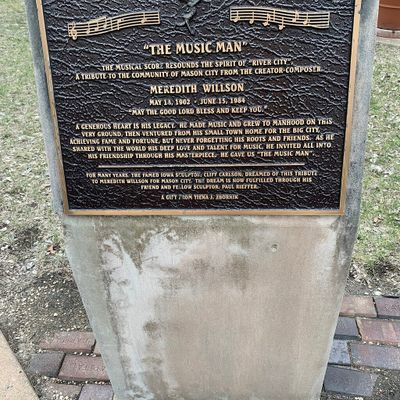 "THE MUSIC MAN"
THE MUSICAL SCORE RESOUNDS THE SPIRIT OF "RIVER CITY".
A TRIBUTE TO THE COMMUNITY OF MASON CITY FROM THE CREATOR-COMPOSER.
MEREDITH WILLSON
MAY 18, 1902 - JUNE 15, 1984
"MAY THE GOOD LORD BLESS AND KEEP YOU."
A GENEROUS HEART IS HIS LEGACY. HE MADE MUSIC AND GREW TO MANHOOD ON THIS
VERY GROUND, THEN VENTURED FROM HIS SMALL TOWN HOME FOR THE BIG CITY,
ACHIEVING FAME AND FORTUNE, BUT NEVER FORGETTING HIS ROOTS AND FRIENDS. AS HE
SHARED WITH THE WORLD HIS DEEP LOVE AND TALENT FOR MUSIC, HE INVITED ALL INTO
HIS FRIENDSHIP THROUGH HIS MASTERPIECE: HE GAVE US "THE MUSIC MAN".
FOR MANY YEARS, THE FAMED IOWA SCULPTOR, CLIFF CARLSON, DREAMED OF THIS TRIBUTE
TO MEREDITH WILLSON FOR MASON CITY. THE DREAM IS NOW FULFILLED THROUGH HIS
FRIEND AND FELLOW SCULPTOR, PAUL
A GIFT FROM J. ZBORNIK